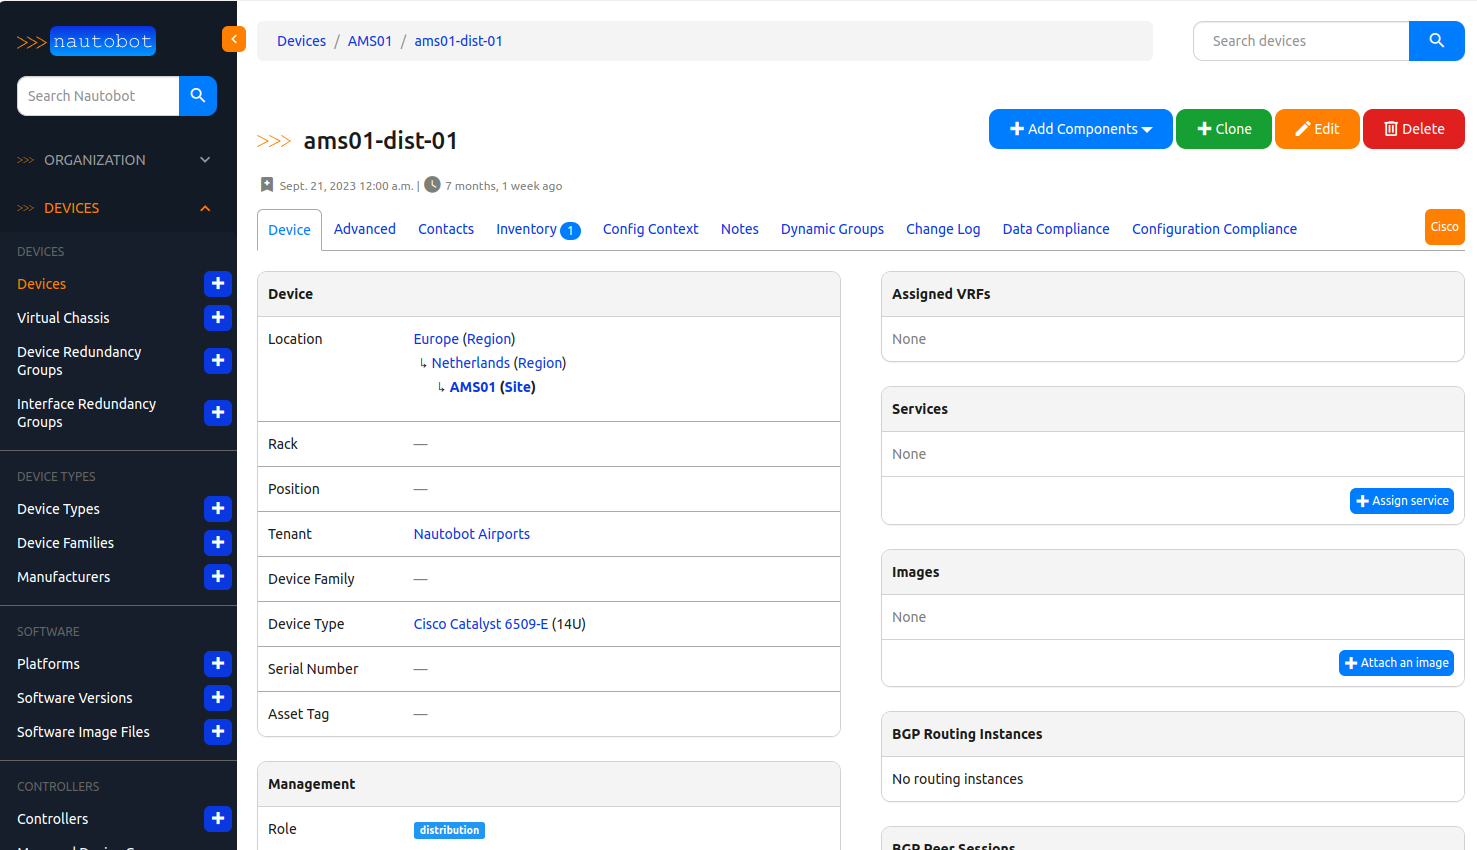 >>> nautobot
Search Nautobot
>>> ORGANIZATION
>>> DEVICES
DEVICES
Devices
Virtual Chassis
Device Redundancy
Groups
Interface Redundancy
Groups
DEVICE TYPES
Device Types
Device Families
Manufacturers
SOFTWARE
Platforms
Software Versions
Software Image Files
CONTROLLERS
Controllers
Devices / AMS01 / ams01-dist-01
Search devices
Add Components
Clone
Edit
Delete
>>> ams01-dist-01
Sept. 21, 2023 12:00 a.m. | 7 months, 1 week ago
Device Advanced Contacts Inventory 1 Config Context Notes Dynamic Groups Change Log Data Compliance Configuration Compliance
Cisco
Device
Location Europe (Region)
↳ Netherlands (Region)
↳ AMS01 (Site)
Rack —
Position —
Tenant Nautobot Airports
Device Family —
Device Type Cisco Catalyst 6509-E (14U)
Serial Number —
Asset Tag —
Management
Role distribution
Assigned VRFs
None
Services
None
Assign service
Images
None
Attach an image
BGP Routing Instances
No routing instances
BGP Peer Sessions